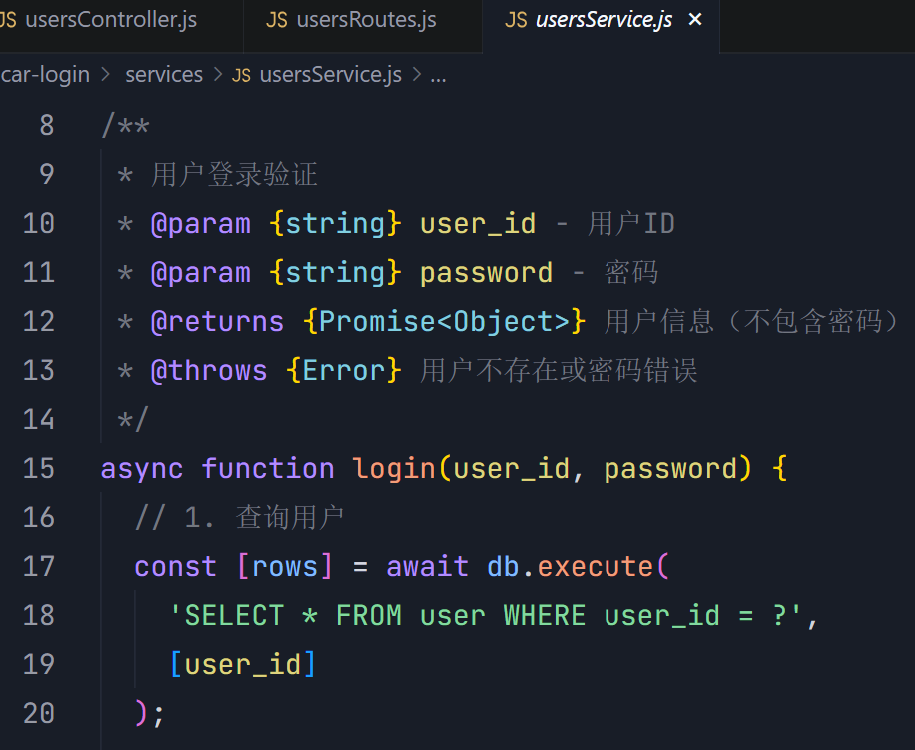 JS usersController.js JS usersRoutes.js JS usersService.js ×
car-login > services > JS usersService.js > ...
8 /**
9 * 用户登录验证
10 * @param {string} user_id - 用户ID
11 * @param {string} password - 密码
12 * @returns {Promise<Object>} 用户信息（不包含密码）
13 * @throws {Error} 用户不存在或密码错误
14 */
15 async function login(user_id, password) {
16 // 1. 查询用户
17 const [rows] = await db.execute(
18 'SELECT * FROM user WHERE user_id = ?',
19 [user_id]
20 );